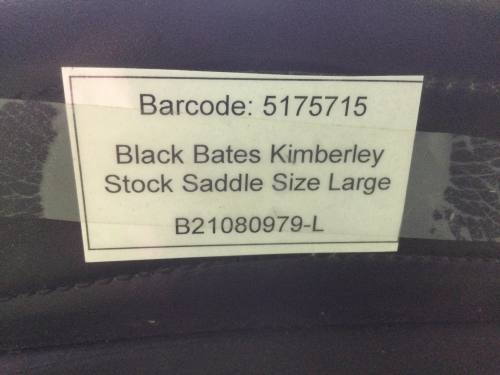 Barcode: 5175715
Black Bates Kimberley
Stock Saddle Size Large
B21080979-L